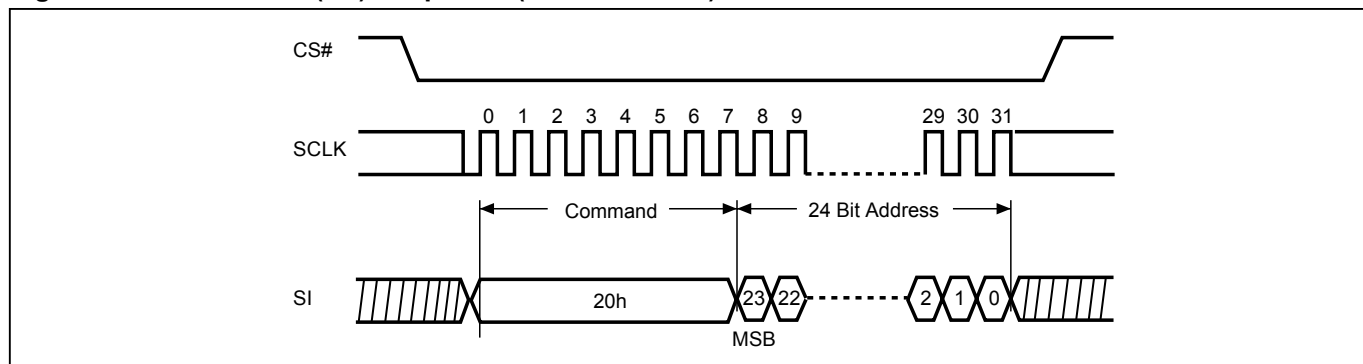 CS#
0 1 2 3 4 5 6 7 8 9 29 30 31
SCLK
Command 24 Bit Address
SI 20h 23 22 2 1 0
MSB